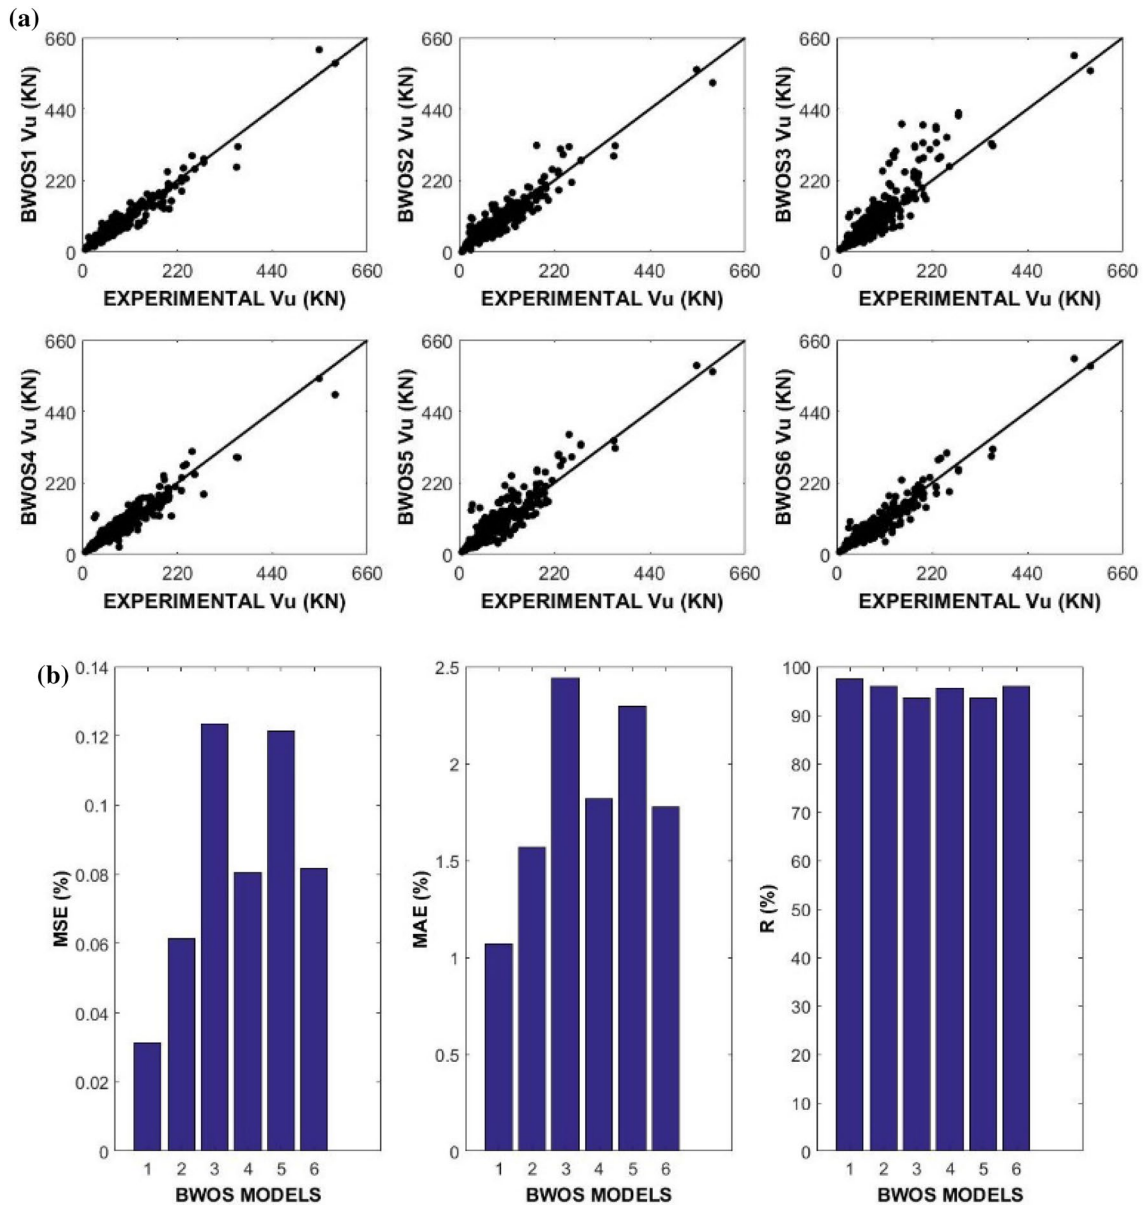 (a)
BWOS1 Vu (KN)
660
440
220
0
0 220 440 660
EXPERIMENTAL Vu (KN)
BWOS2 Vu (KN)
660
440
220
0
0 220 440 660
EXPERIMENTAL Vu (KN)
BWOS3 Vu (KN)
660
440
220
0
0 220 440 660
EXPERIMENTAL Vu (KN)
BWOS4 Vu (KN)
660
440
220
0
0 220 440 660
EXPERIMENTAL Vu (KN)
BWOS5 Vu (KN)
660
440
220
0
0 220 440 660
EXPERIMENTAL Vu (KN)
BWOS6 Vu (KN)
660
440
220
0
0 220 440 660
EXPERIMENTAL Vu (KN)
(b)
MSE (%)
0.14
0.12
0.1
0.08
0.06
0.04
0.02
0
1 2 3 4 5 6
BWOS MODELS
MAE (%)
2.5
2
1.5
1
0.5
0
1 2 3 4 5 6
BWOS MODELS
R (%)
100
90
80
70
60
50
40
30
20
10
0
1 2 3 4 5 6
BWOS MODELS